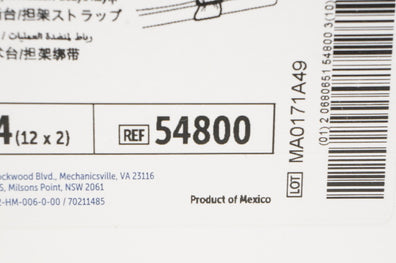 台/担架ストラップ
رباط لمنضدة العمليات /
台/担架绑带
4 (12 x 2)
REF 54800
ockwood Blvd., Mechanicsville, VA 23116
S, Milsons Point, NSW 2061
2-HM-006-0-00 / 70211485
Product of Mexico
LOT MA0171A49
(01) 2 0680651 54800 3(10)